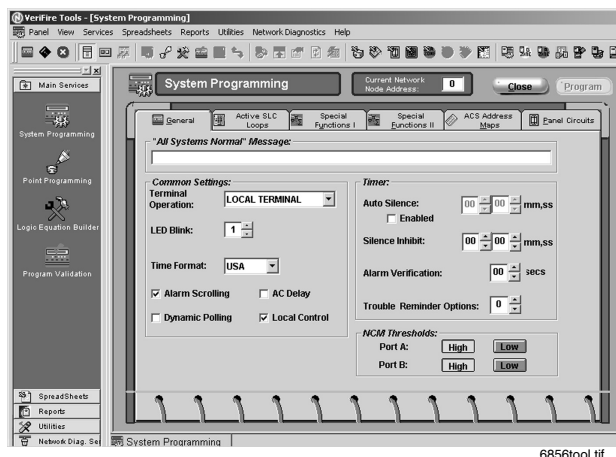 VeriFire Tools - [System Programming]
Panel View Services Spreadsheets Reports Utilities Network Diagnostics Help
Main Services
System Programming
Point Programming
Logic Equation Builder
Program Validation
SpreadSheets
Reports
Utilities
Network Diag. Ser
System Programming
Current Network
Node Address:
0
Close
Program
General
Active SLC
Loops
Special
Functions I
Special
Functions II
ACS Address
Maps
Panel Circuits
"All Systems Normal" Message:
Common Settings:
Terminal
Operation:
LOCAL TERMINAL
LED Blink:
1
Time Format:
USA
Alarm Scrolling
AC Delay
Dynamic Polling
Local Control
Timer:
Auto Silence:
00 00 mm,ss
Enabled
Silence Inhibit:
00 00 mm,ss
Alarm Verification:
00 secs
Trouble Reminder Options:
0
NCM Thresholds:
Port A:
High
Low
Port B:
High
Low
System Programming
6856tool.tif